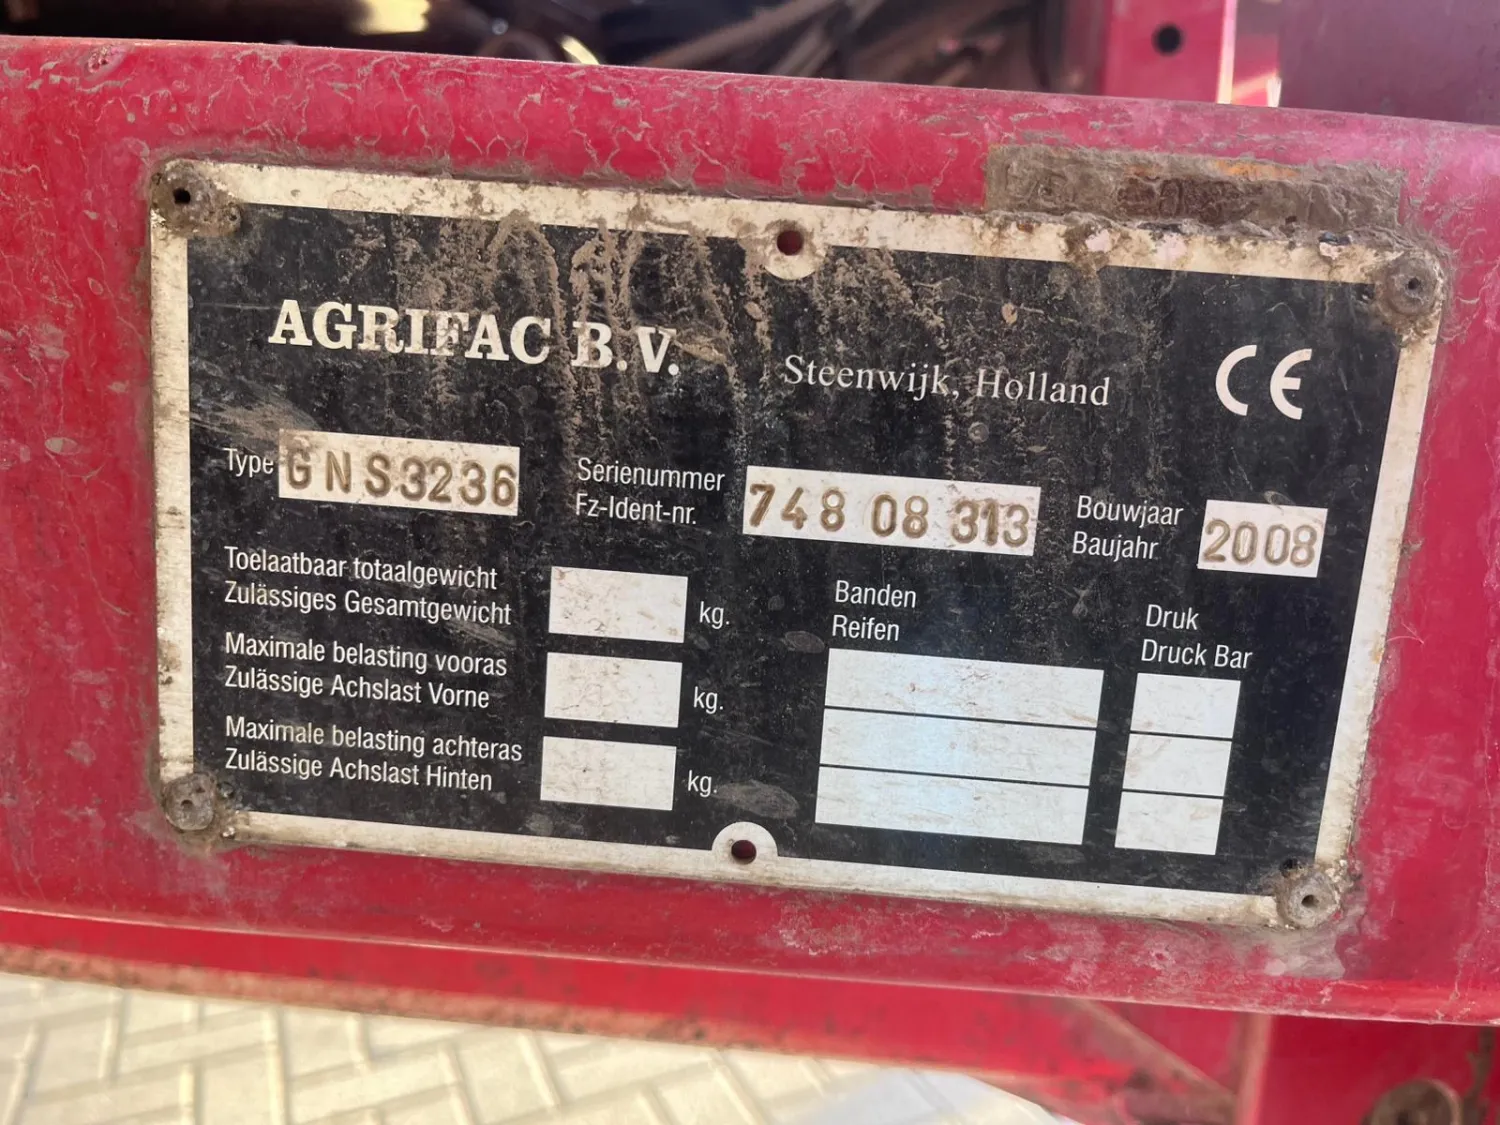 AGRIFAC B.V. Steenwijk, Holland CE
Type GNS3236
Serienummer
Fz-Ident-nr.
748 08 313
Bouwjaar
Baujahr
2008
Toelaatbaar totaalgewicht
Zulässiges Gesamtgewicht
kg.
Maximale belasting vooras
Zulässige Achslast Vorne
kg.
Maximale belasting achteras
Zulässige Achslast Hinten
kg.
Banden
Reifen
Druk
Druck Bar